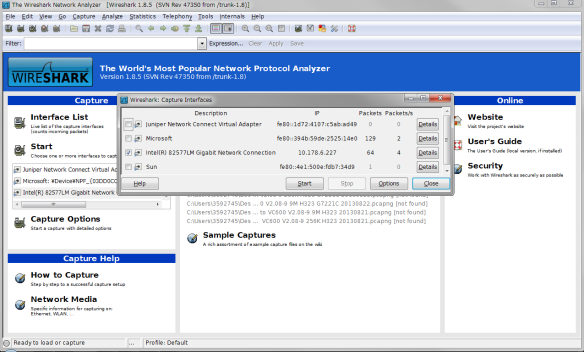 The Wireshark Network Analyzer [Wireshark 1.8.5 (SVN Rev 47350 from /trunk-1.8)]
File Edit View Go Capture Analyze Statistics Telephony Tools Internals Help
Filter: Expression... Clear Apply Save
WIRESHARK
The World's Most Popular Network Protocol Analyzer
Version 1.8.5 (SVN Rev 47350 from /trunk-1.8)
Capture
Interface List
Live list of the capture interfaces
(counts incoming packets)
Start
Choose one or more interfaces to capt
Juniper Network Connect Virtual Ad
Microsoft: ¥Device¥NPF_{03DD0CC
Intel(R) 82577LM Gigabit Network
Capture Options
Start a capture with detailed options
Capture Help
How to Capture
Step by step to a successful capture setup
Network Media
Specific information for capturing on:
Ethernet, WLAN, ...
Wireshark: Capture Interfaces
Description IP Packets Packets/s
Juniper Network Connect Virtual Adapter fe80::1d72:4107:c5ab:ad49 0 0 Details
Microsoft fe80::394b:59de:2525:14e0 129 2 Details
Intel(R) 82577LM Gigabit Network Connection 10.178.6.227 64 4 Details
Sun fe80::4e1:500e:fdb7:34d9 1 0 Details
Help Start Stop Options Close
C:¥Users¥3592745¥Des ... 0 V2.08-9 9M H323 G7221C 20130822.pcapng [not found]
C:¥Users¥3592745¥Des ... to VC600 V2.08-9 9M H323 20130821.pcapng [not found]
C:¥Users¥3592745¥Des ... VC600 V2.08-9 256K H323 20130821.pcapng [not found]
Sample Captures
A rich assortment of example capture files on the wiki
Online
Website
Visit the project's website
User's Guide
The User's Guide (local version, if installed)
Security
Work with Wireshark as securely as possible
Ready to load or capture ... Profile: Default